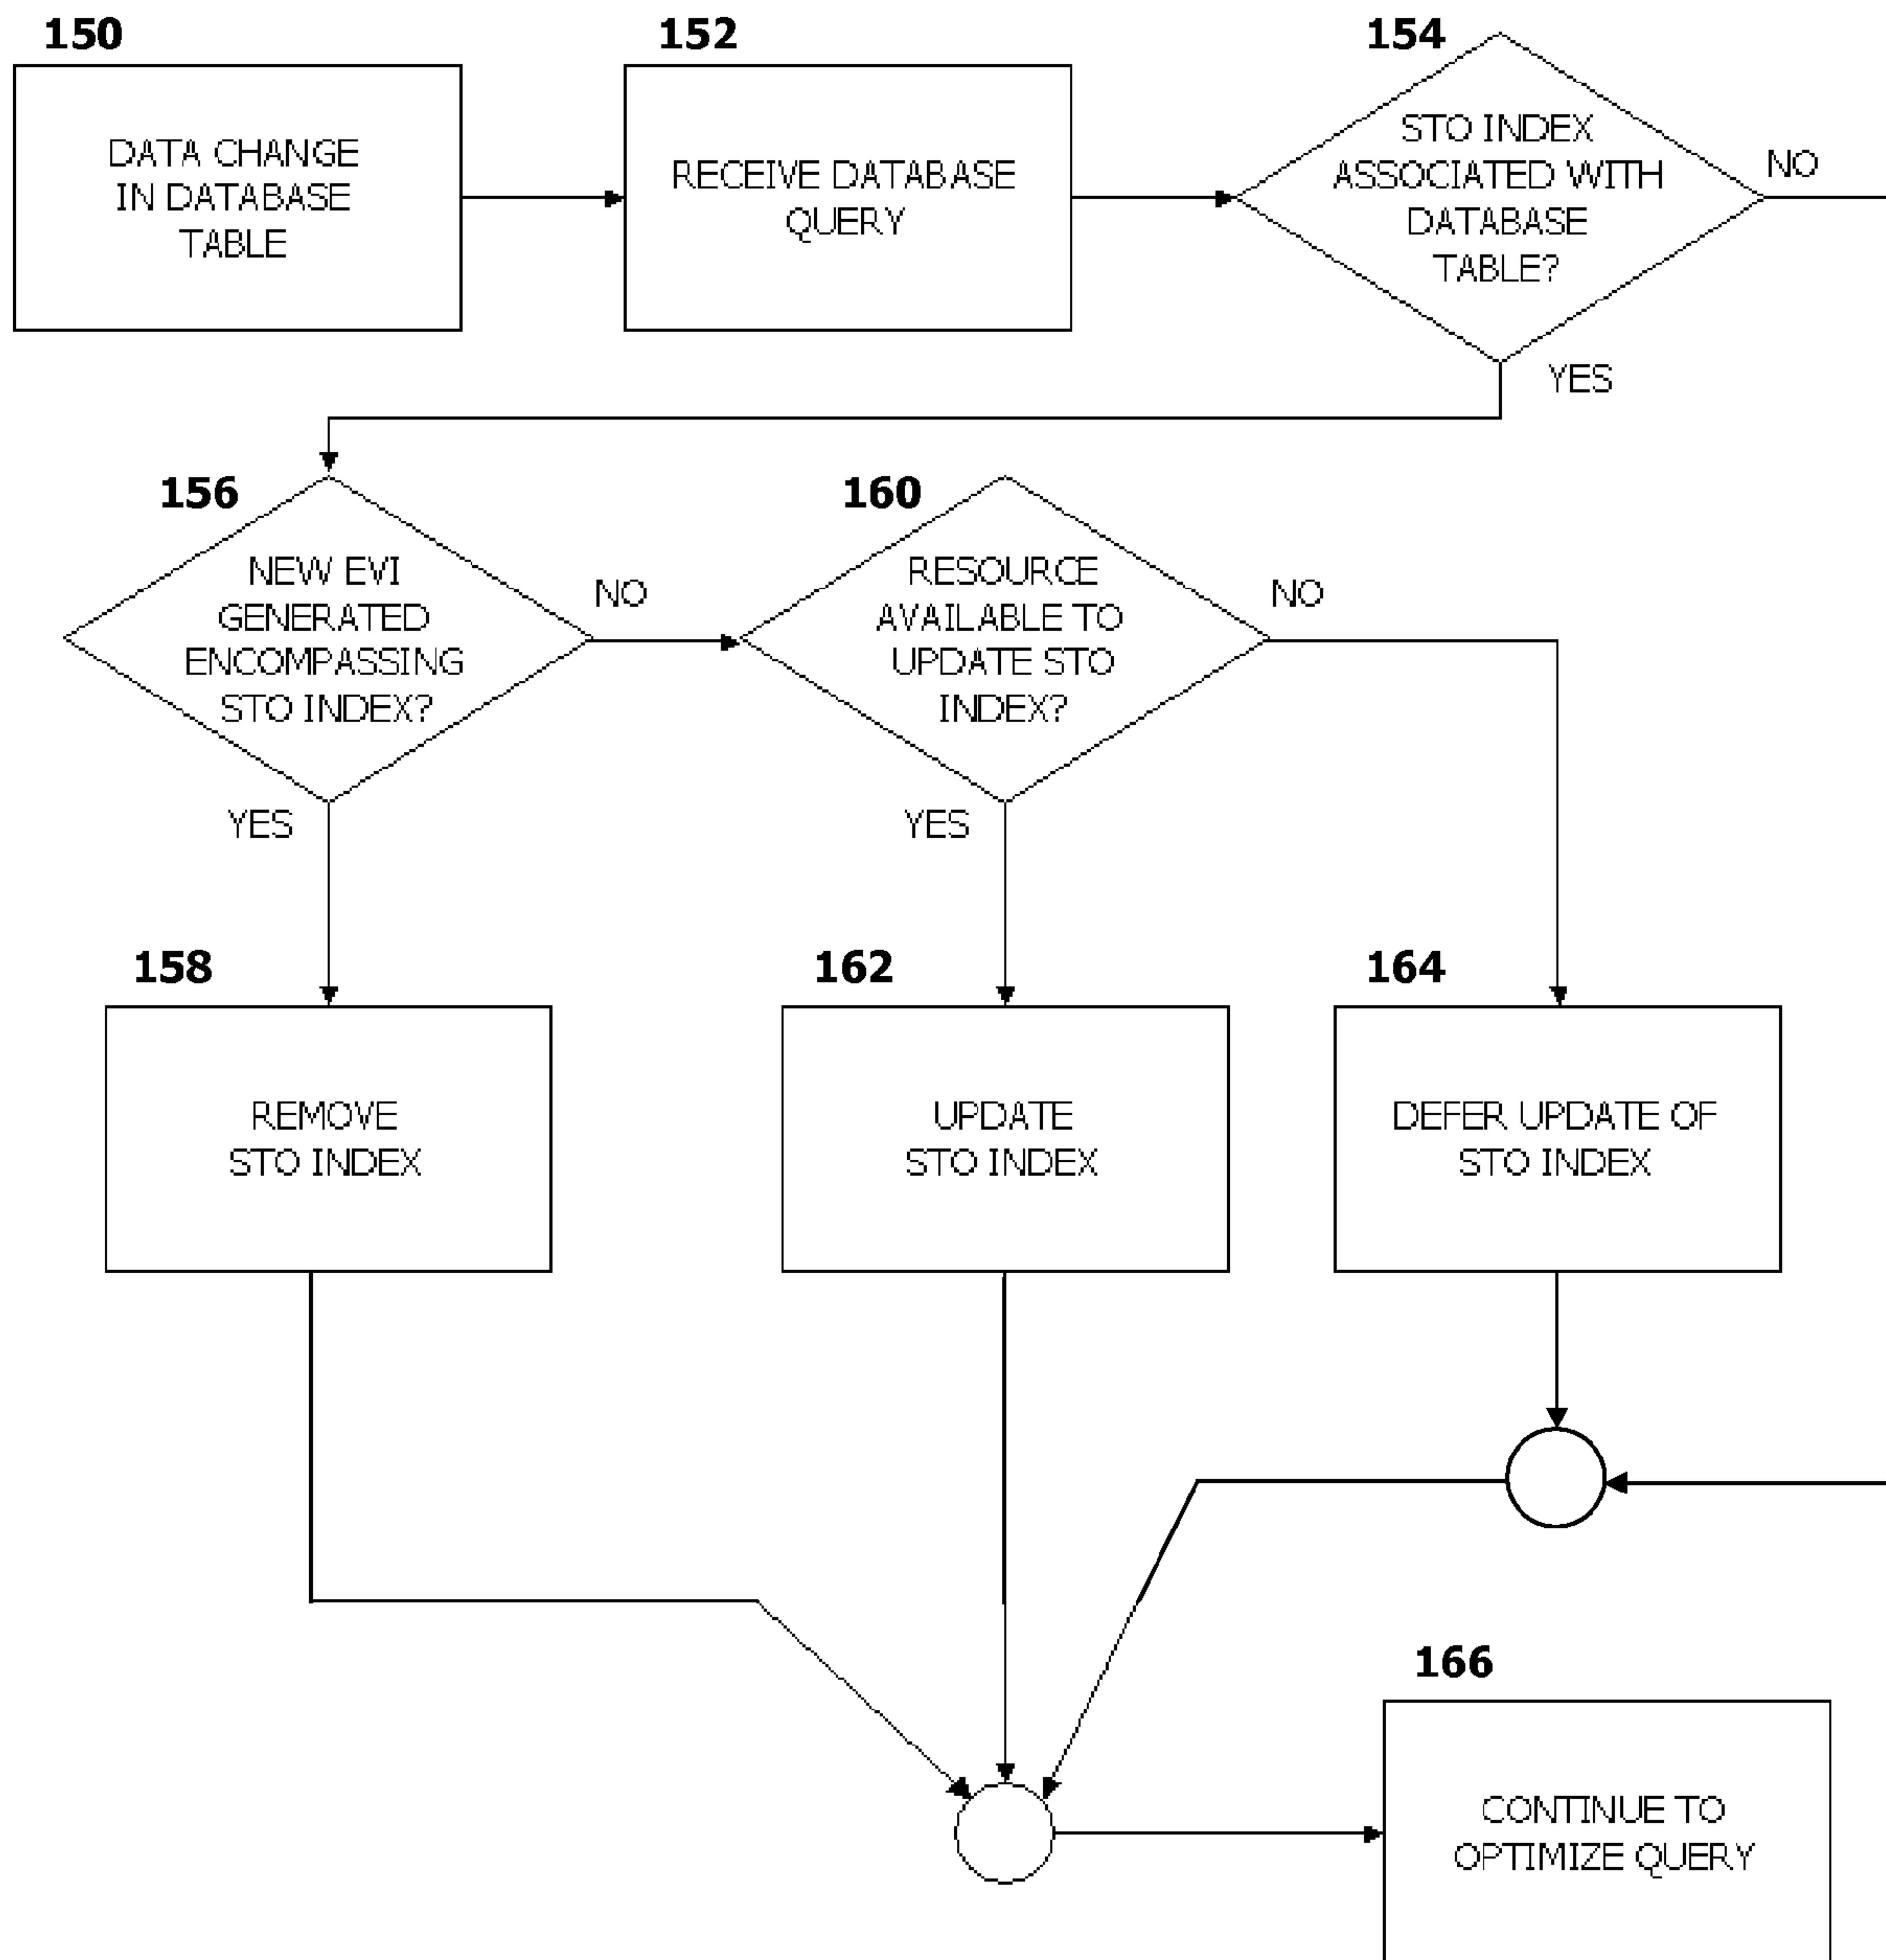 150
DATA CHANGE
IN DATABASE
TABLE
152
RECEIVE DATABASE
QUERY
154
STO INDEX
ASSOCIATED WITH
DATABASE
TABLE?
NO
YES
156
NEW EVI
GENERATED
ENCOMPASSING
STO INDEX?
NO
YES
160
RESOURCE
AVAILABLE TO
UPDATE STO
INDEX?
NO
YES
158
REMOVE
STO INDEX
162
UPDATE
STO INDEX
164
DEFER UPDATE OF
STO INDEX
166
CONTINUE TO
OPTIMIZE QUERY